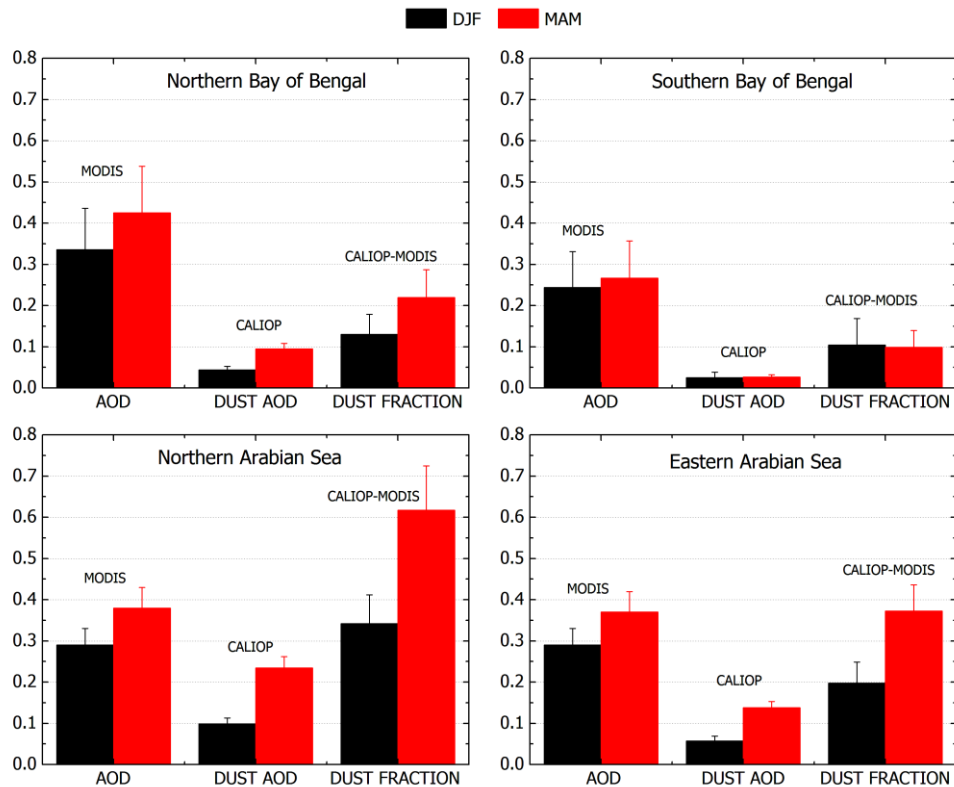 DJF MAM
Northern Bay of Bengal
0.8
0.7
0.6
0.5
0.4
0.3
0.2
0.1
0.0
MODIS
CALIOP
CALIOP-MODIS
AOD DUST AOD DUST FRACTION
Southern Bay of Bengal
0.8
0.7
0.6
0.5
0.4
0.3
0.2
0.1
0.0
MODIS
CALIOP
CALIOP-MODIS
AOD DUST AOD DUST FRACTION
Northern Arabian Sea
0.8
0.7
0.6
0.5
0.4
0.3
0.2
0.1
0.0
MODIS
CALIOP
CALIOP-MODIS
AOD DUST AOD DUST FRACTION
Eastern Arabian Sea
0.8
0.7
0.6
0.5
0.4
0.3
0.2
0.1
0.0
MODIS
CALIOP
CALIOP-MODIS
AOD DUST AOD DUST FRACTION